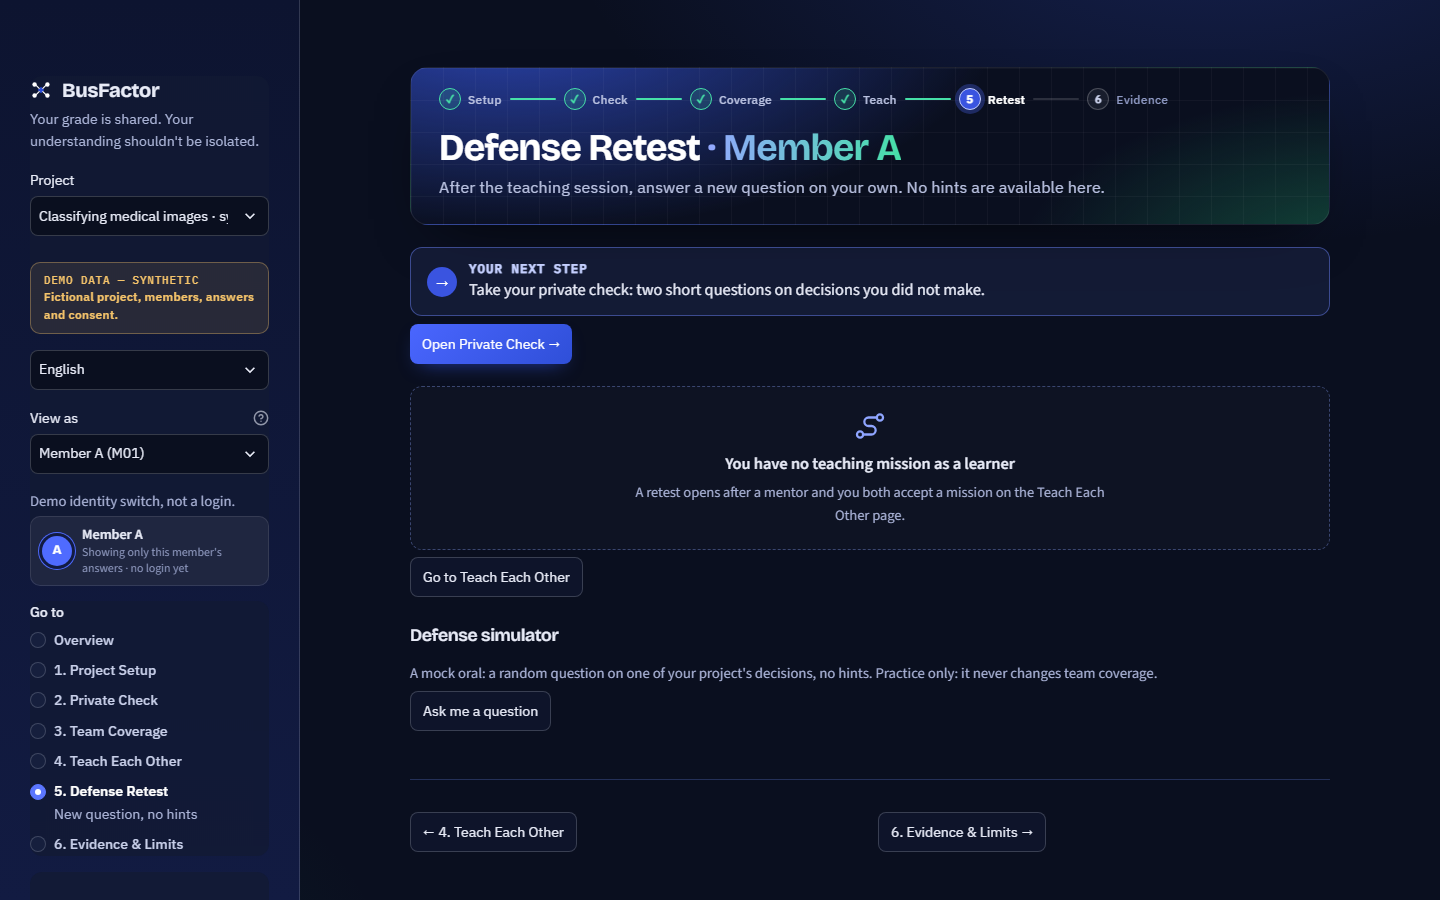 BusFactor
Your grade is shared. Your
understanding shouldn't be isolated.
Project
Classifying medical images · sy
DEMO DATA — SYNTHETIC
Fictional project, members, answers
and consent.
English
View as
Member A (M01)
Demo identity switch, not a login.
A
Member A
Showing only this member's
answers · no login yet
Go to
Overview
1. Project Setup
2. Private Check
3. Team Coverage
4. Teach Each Other
5. Defense Retest
New question, no hints
6. Evidence & Limits
✓ Setup ✓ Check ✓ Coverage ✓ Teach 5 Retest 6 Evidence
Defense Retest · Member A
After the teaching session, answer a new question on your own. No hints are available here.
→ YOUR NEXT STEP
Take your private check: two short questions on decisions you did not make.
Open Private Check →
You have no teaching mission as a learner
A retest opens after a mentor and you both accept a mission on the Teach Each
Other page.
Go to Teach Each Other
Defense simulator
A mock oral: a random question on one of your project's decisions, no hints. Practice only: it never changes team coverage.
Ask me a question
← 4. Teach Each Other
6. Evidence & Limits →